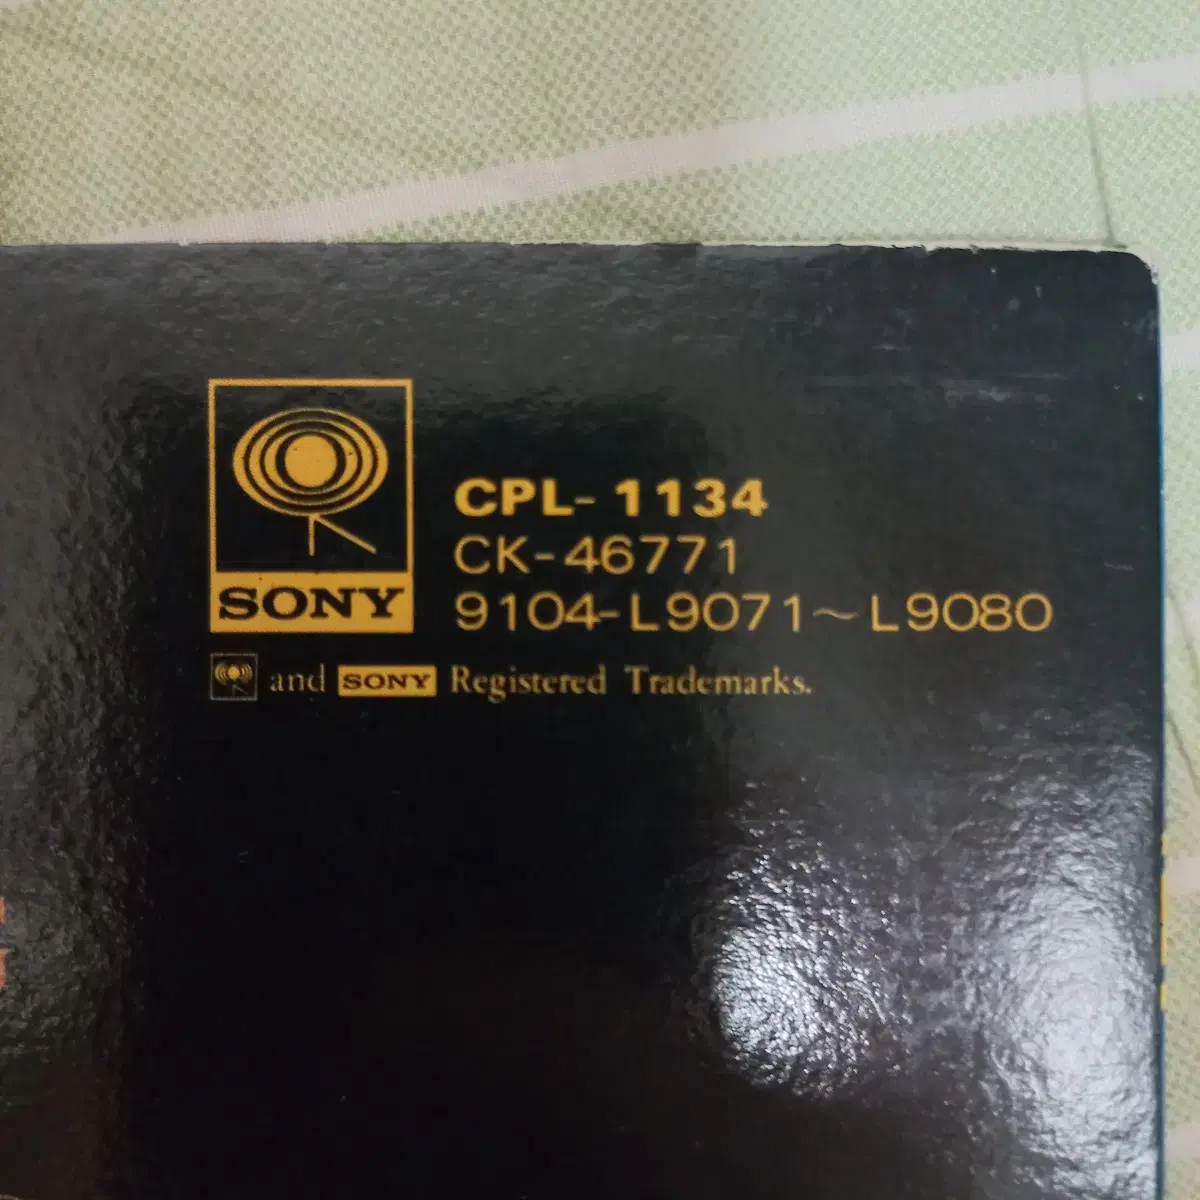 CPL-1134
CK-46771
SONY
9104-L9071~L9080
and SONY Registered Trademarks.